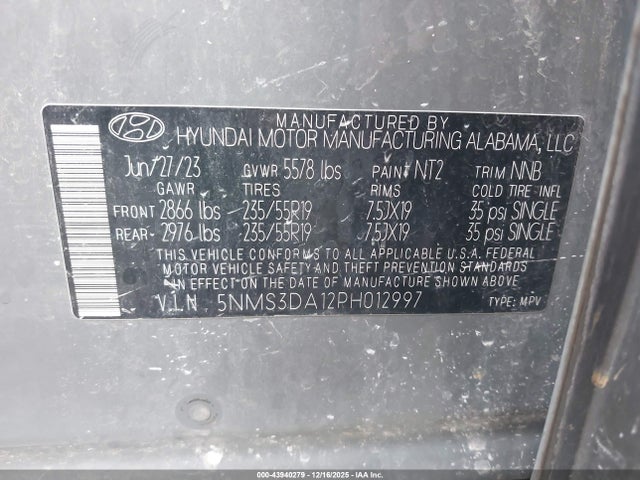 MANUFACTURED BY
HYUNDAI MOTOR MANUFACTURING ALABAMA, LLC
Jun/27/23 GVWR 5578 lbs PAINT NT2 TRIM NNB
GAWR TIRES RIMS COLD TIRE INFL
FRONT 2866 lbs 235/55R19 7.5JX19 35 psi SINGLE
REAR- 2976 lbs 235/55R19 7.5JX19 35 psi SINGLE
THIS VEHICLE CONFORMS TO ALL APPLICABLE U.S.A. FEDERAL
MOTOR VEHICLE SAFETY AND THEFT PREVENTION STANDARDS
IN EFFECT ON THE DATE OF MANUFACTURE SHOWN ABOVE
V.I.N 5NMS3DA12PH012997 TYPE: MPV
000-43940279 - 12/16/2025 - IAA Inc.